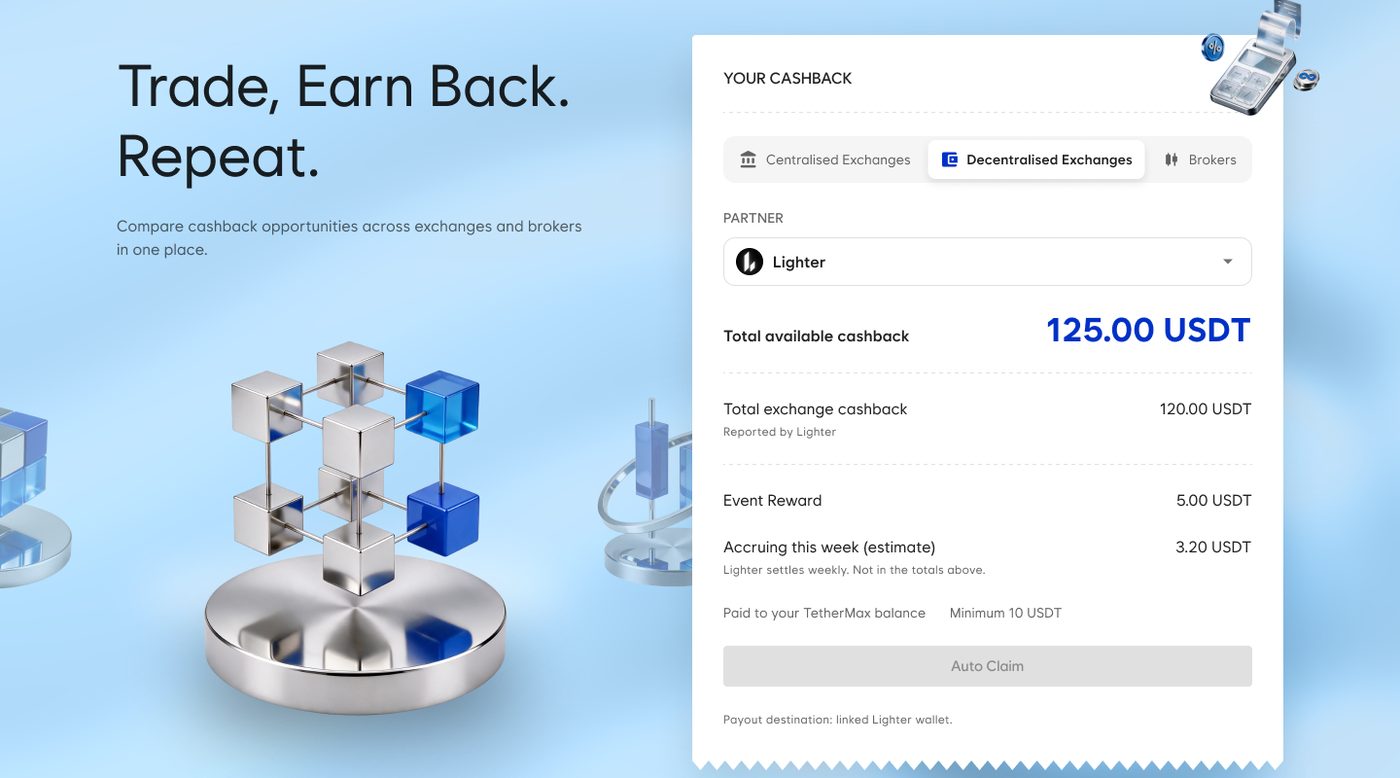 Trade, Earn Back.
Repeat.
Compare cashback opportunities across exchanges and brokers
in one place.
YOUR CASHBACK
Centralised Exchanges
Decentralised Exchanges
Brokers
PARTNER
Lighter
Total available cashback
125.00 USDT
Total exchange cashback
120.00 USDT
Reported by Lighter
Event Reward
5.00 USDT
Accruing this week (estimate)
3.20 USDT
Lighter settles weekly. Not in the totals above.
Paid to your TetherMax balance
Minimum 10 USDT
Auto Claim
Payout destination: linked Lighter wallet.